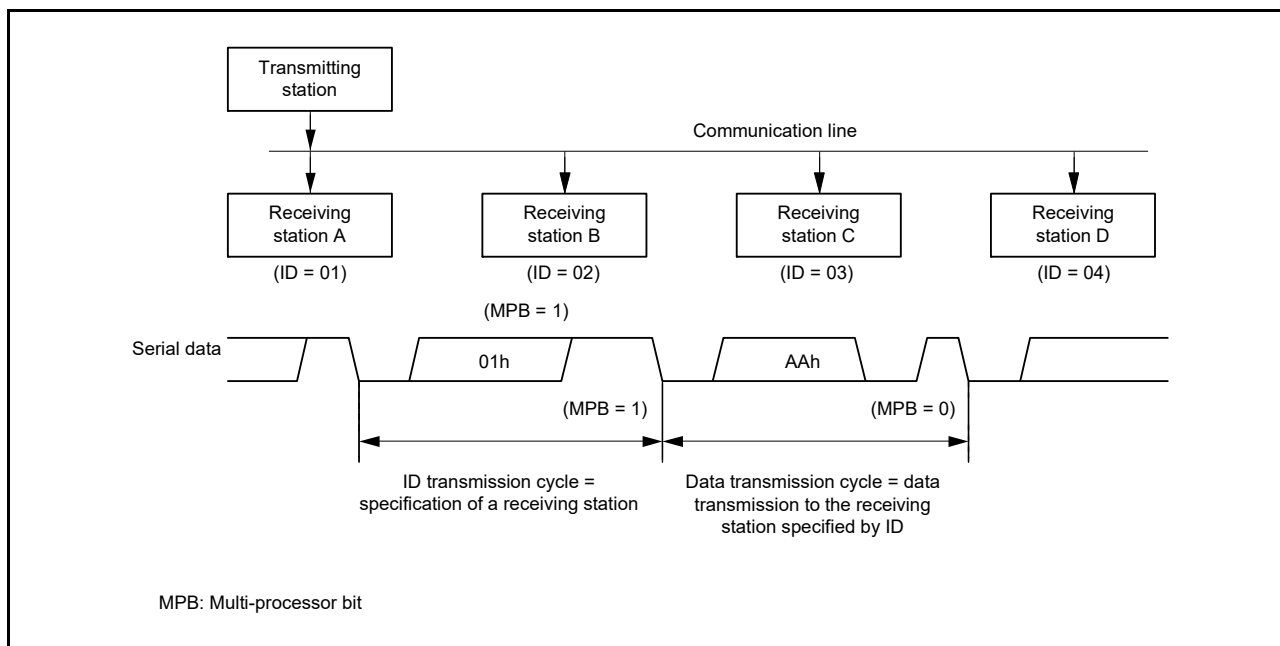 Transmitting
station
Communication line
Receiving
station A
Receiving
station B
Receiving
station C
Receiving
station D
(ID = 01)
(ID = 02)
(ID = 03)
(ID = 04)
(MPB = 1)
Serial data
01h
AAh
(MPB = 1)
(MPB = 0)
ID transmission cycle =
specification of a receiving station
Data transmission cycle = data
transmission to the receiving
station specified by ID
MPB: Multi-processor bit